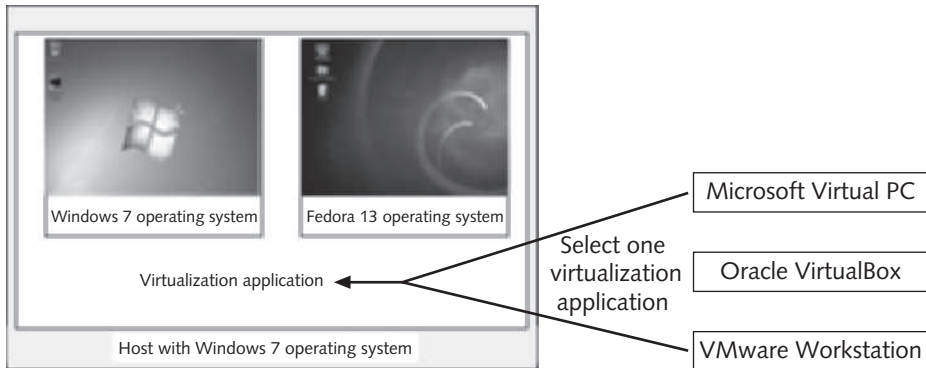 Windows 7 operating system
Fedora 13 operating system
Virtualization application
Host with Windows 7 operating system
Select one
virtualization
application
Microsoft Virtual PC
Oracle VirtualBox
VMware Workstation